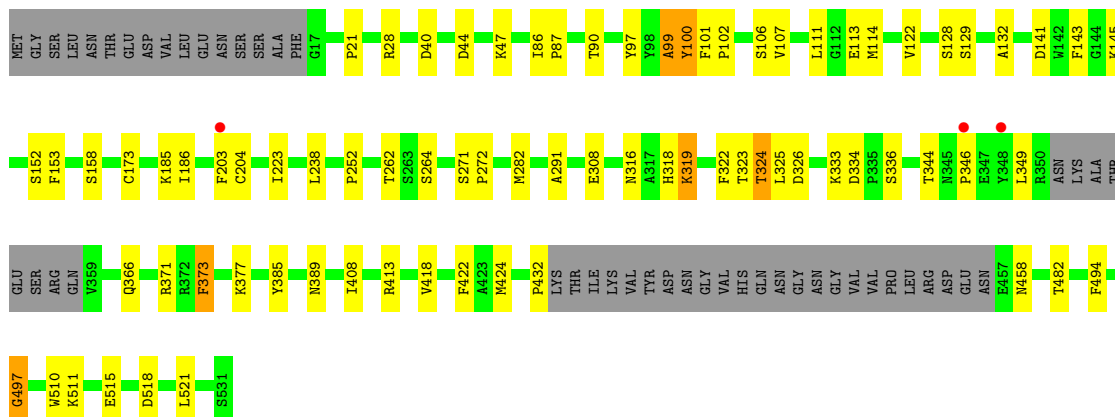 MET GLY SER LEU ASN THR GLU ASP VAL LEU GLU ASN SER SER ALA PHE G17 P21 R28 D40 D44 K47 I86 P87 T90 Y97 Y98 A99 Y100 F101 P102 S106 V107 L111 G112 E113 M114 V122 S128 S129 A132 D141 W142 F143 G144 K145
S152 F153 S158 C173 K185 I186 F203 C204 I223 L238 P252 T262 S263 S264 S271 P272 M282 A291 E308 N316 A317 H318 K319 F322 T323 T324 L325 D326 K333 D334 P335 S336 T344 N345 P346 E347 Y348 L349 R350 ASN LYS ALA THR
GLU SER ARG GLN V359 Q366 R371 R372 F373 K377 Y385 N389 I408 R413 V418 F422 A423 M424 P432 LYS THR ILE LYS VAL TYR ASP ASN GLY VAL HIS GLN ASN GLY ASN GLY VAL VAL PRO LEU ARG ASP GLU ASN E457 N458 T482 F494
G497 W510 K511 E515 D518 L521 S531